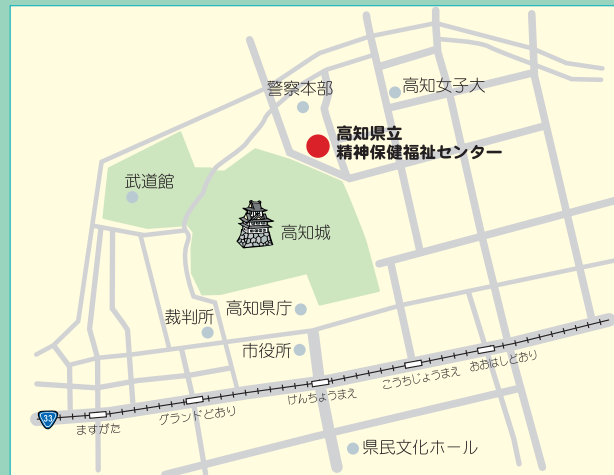 警察本部
高知女子大
高知県立
精神保健福祉センター
武道館
高知城
高知県庁
裁判所
市役所
33
ますがた
グランドどおり
けんちょうまえ
こうちじょうまえ
おおはしどおり
県民文化ホール